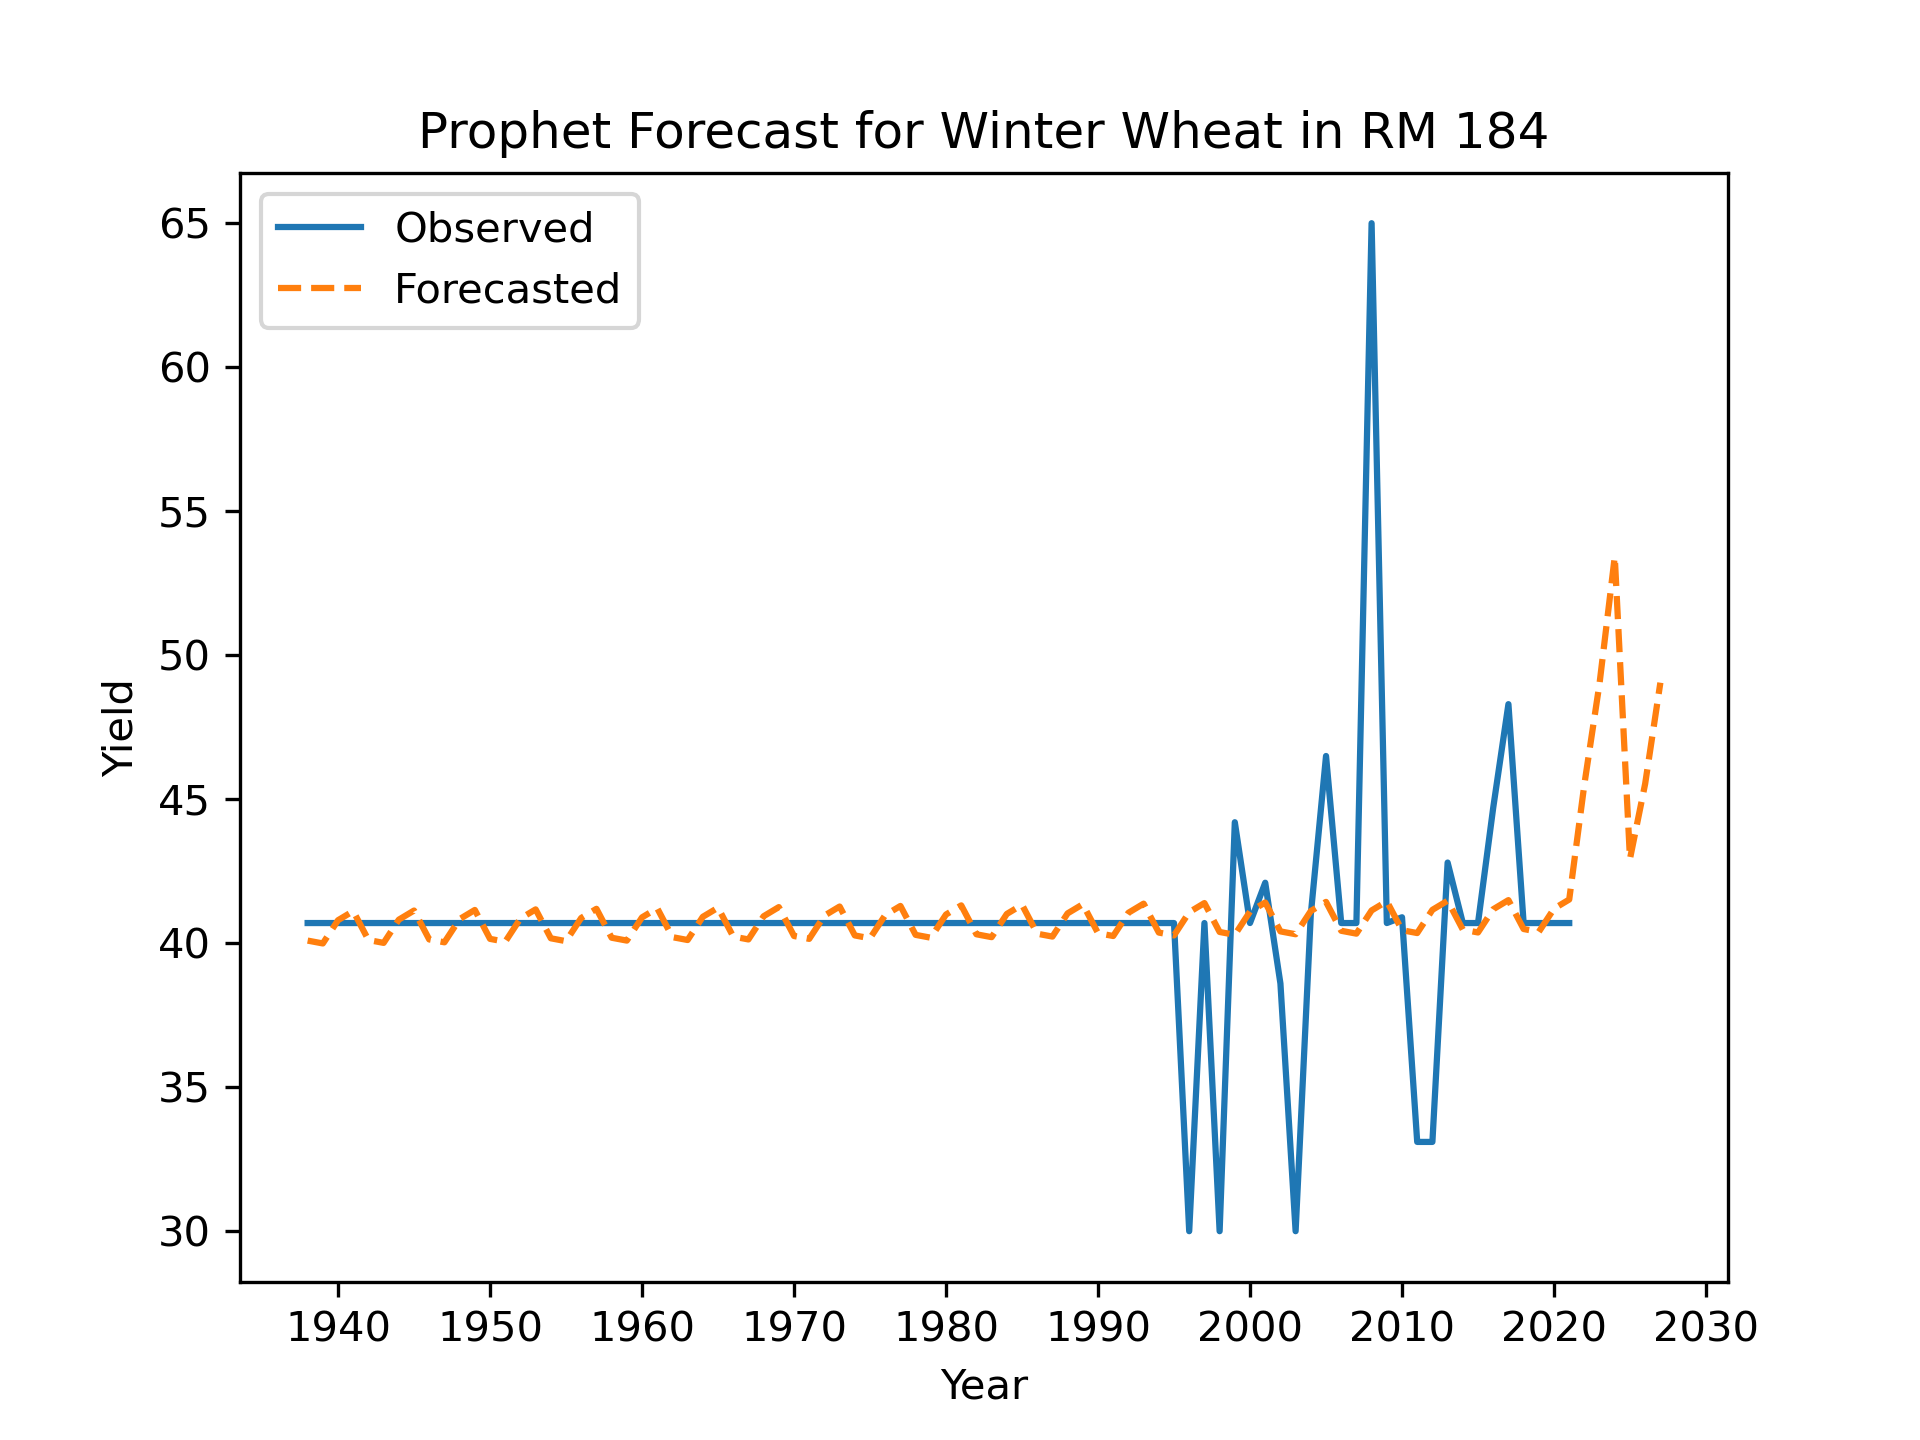 Prophet Forecast for Winter Wheat in RM 184
Observed
Forecasted
65
60
55
50
45
40
35
30
Yield
1940 1950 1960 1970 1980 1990 2000 2010 2020 2030
Year